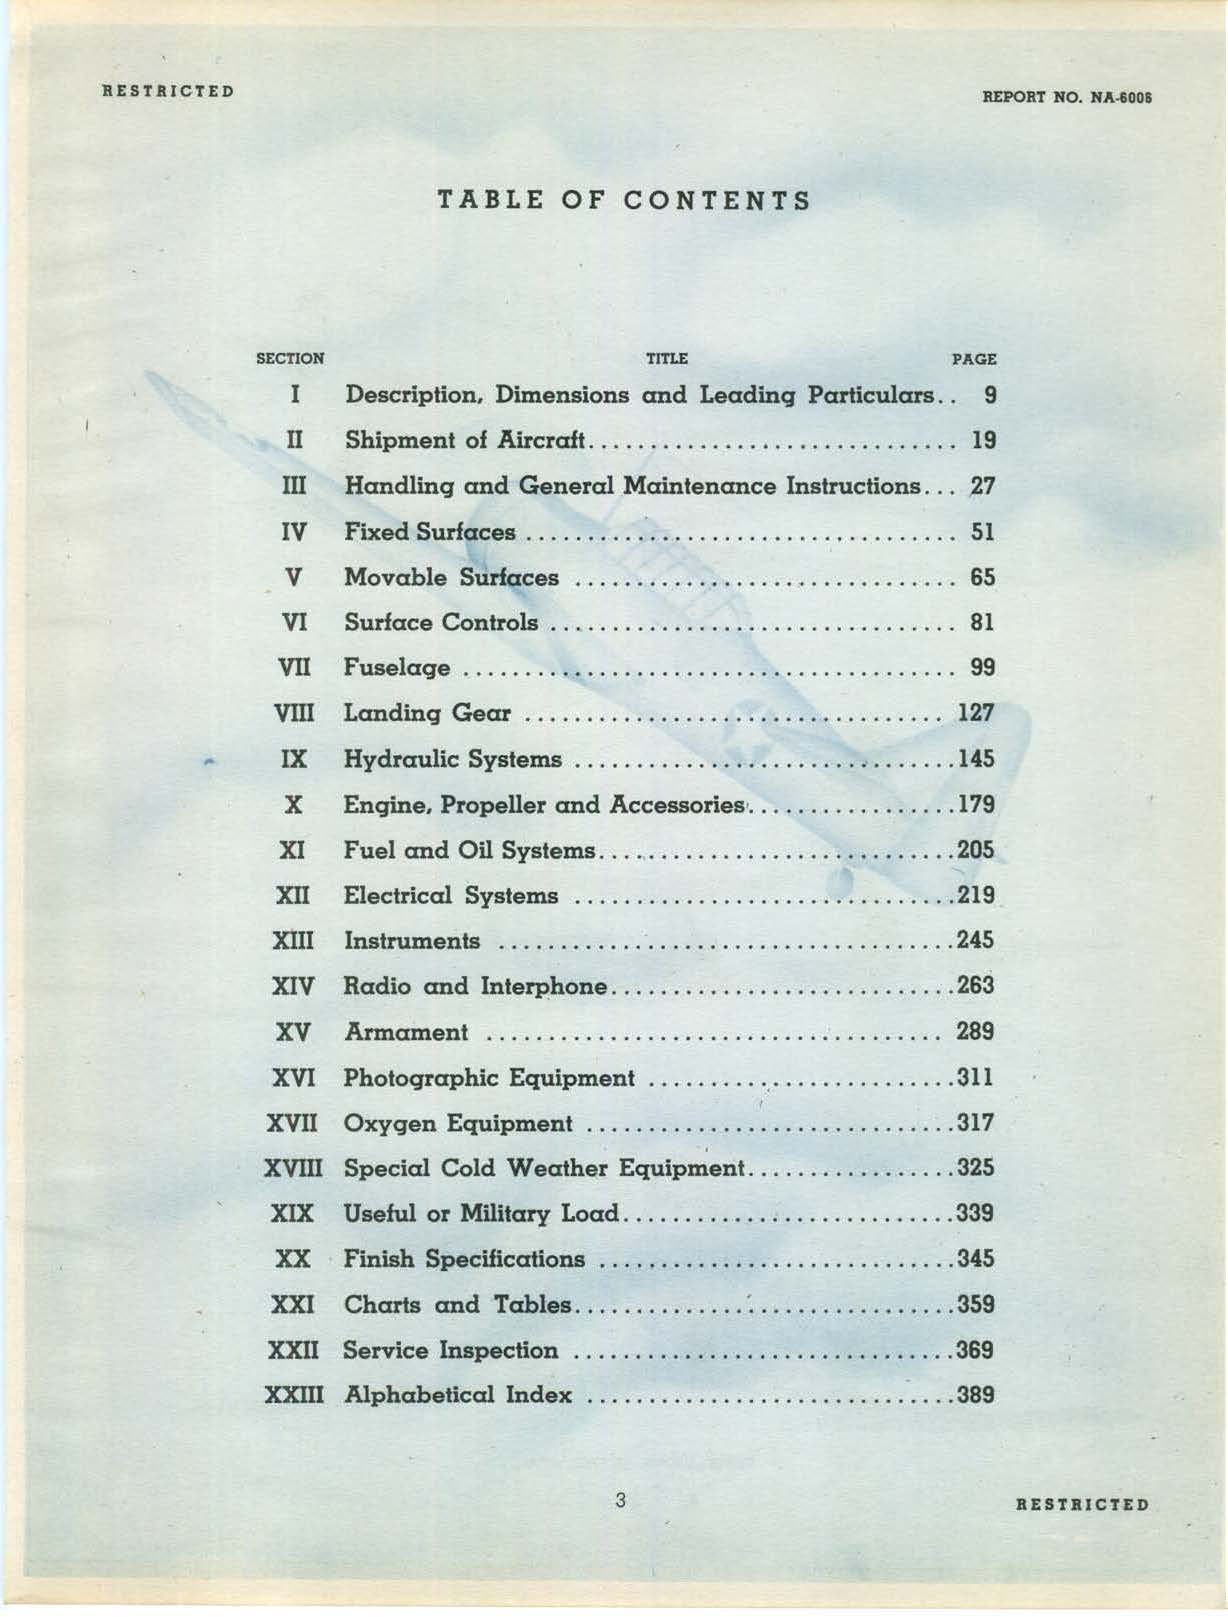 RESTRICTED
REPORT NO. NA-6006
TABLE OF CONTENTS
SECTION TITLE PAGE
I Description, Dimensions and Leading Particulars.. 9
II Shipment of Aircraft.............................. 19
III Handling and General Maintenance Instructions... 27
IV Fixed Surfaces ................................... 51
V Movable Surfaces ............................... 65
VI Surface Controls ................................. 81
VII Fuselage ........................................ 99
VIII Landing Gear .................................. 127
IX Hydraulic Systems ...............................145
X Engine, Propeller and Accessories.................179
XI Fuel and Oil Systems.............................205
XII Electrical Systems ...............................219
XIII Instruments .....................................245
XIV Radio and Interphone............................263
XV Armament ..................................... 289
XVI Photographic Equipment .........................311
XVII Oxygen Equipment ..............................317
XVIII Special Cold Weather Equipment.................325
XIX Useful or Military Load...........................339
XX Finish Specifications .............................345
XXI Charts and Tables...............................359
XXII Service Inspection ...............................369
XXIII Alphabetical Index ..............................389
3
RESTRICTED